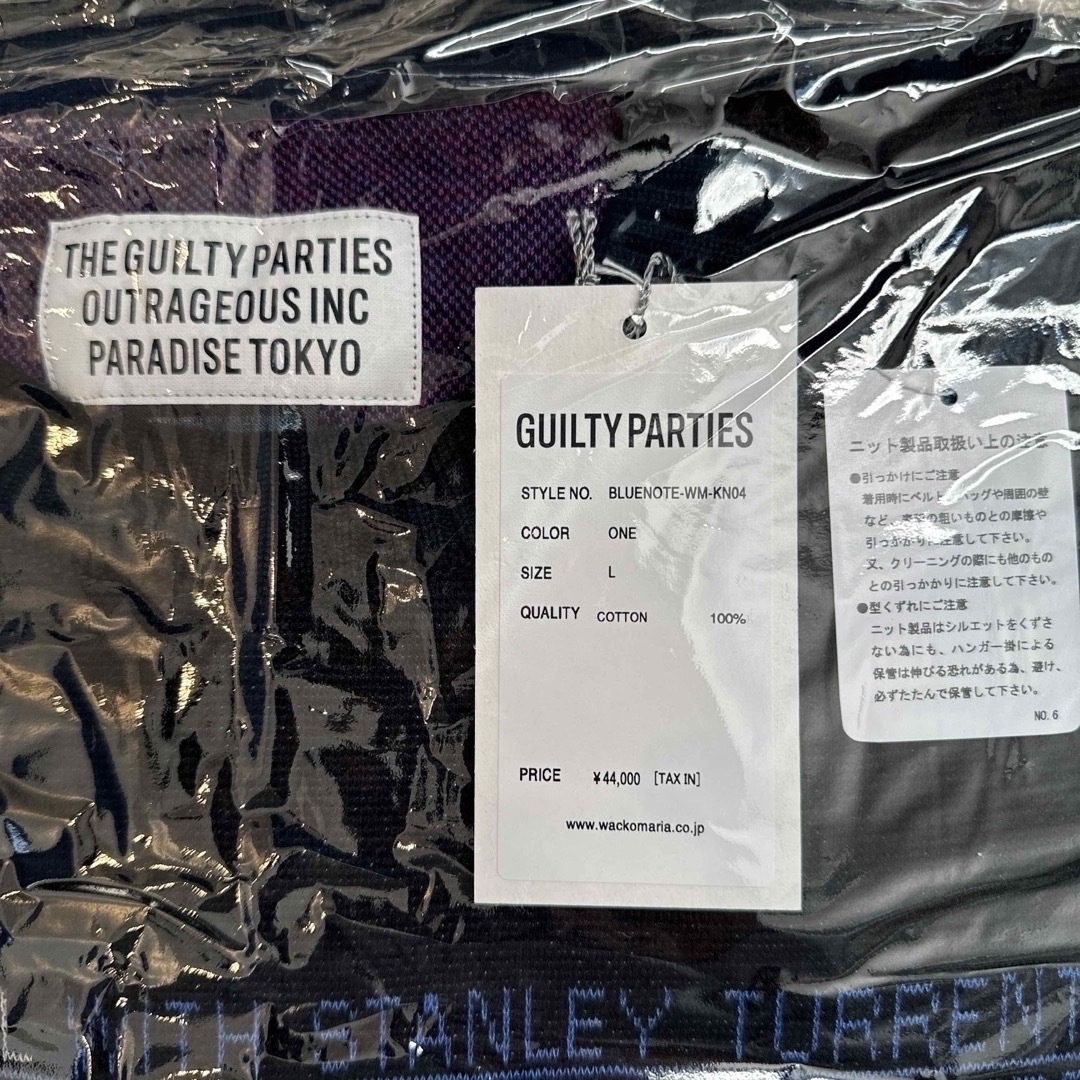 THE GUILTY PARTIES
OUTRAGEOUS INC
PARADISE TOKYO
GUILTY PARTIES
STYLE NO. BLUENOTE-WM-KN04
COLOR ONE
SIZE L
QUALITY COTTON 100%
PRICE ¥44,000 [TAX IN]
www.wackomaria.co.jp
ニット製品取扱い上の注意
●引っかけにご注意
着用時にベルト、バッグや周囲の壁
など、表面の粗いものとの摩擦や
引っかかりに注意して下さい。
又、クリーニングの際にも他のもの
との引っかかりに注意して下さい。
●型くずれにご注意
ニット製品はシルエットをくずさ
ない為にも、ハンガー掛による
保管は伸びる恐れがある為、避け、
必ずたたんで保管して下さい。
NO. 6
WITH STANLEY TURRENT